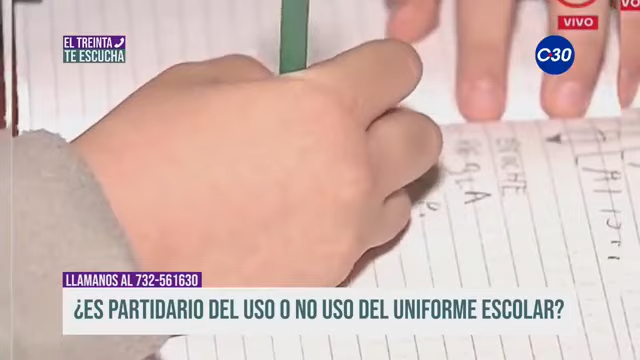 EL TREINTA
TE ESCUCHA
VIVO
VO
C30
LLAMANOS AL 732-561630
¿ES PARTIDARIO DEL USO O NO USO DEL UNIFORME ESCOLAR?